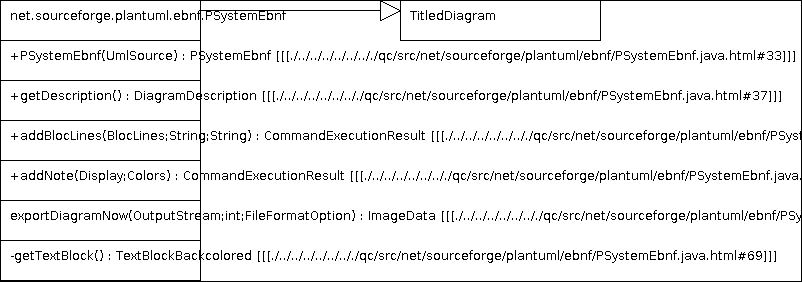 net.sourceforge.plantuml.ebnf.PSystemEbnf
TitledDiagram
+PSystemEbnf(UmlSource) : PSystemEbnf [[[./../../../../../../qc/src/net/sourceforge/plantuml/ebnf/PSystemEbnf.java.html#33]]]
+getDescription() : DiagramDescription [[[./../../../../../../qc/src/net/sourceforge/plantuml/ebnf/PSystemEbnf.java.html#37]]]
+addBlocLines(BlocLines;String;String) : CommandExecutionResult [[[./../../../../../../qc/src/net/sourceforge/plantuml/ebnf/PSyst
+addNote(Display;Colors) : CommandExecutionResult [[[./../../../../../../qc/src/net/sourceforge/plantuml/ebnf/PSystemEbnf.java.
exportDiagramNow(OutputStream;int;FileFormatOption) : ImageData [[[./../../../../../../qc/src/net/sourceforge/plantuml/ebnf/PSy
-getTextBlock() : TextBlockBackcolored [[[./../../../../../../qc/src/net/sourceforge/plantuml/ebnf/PSystemEbnf.java.html#69]]]